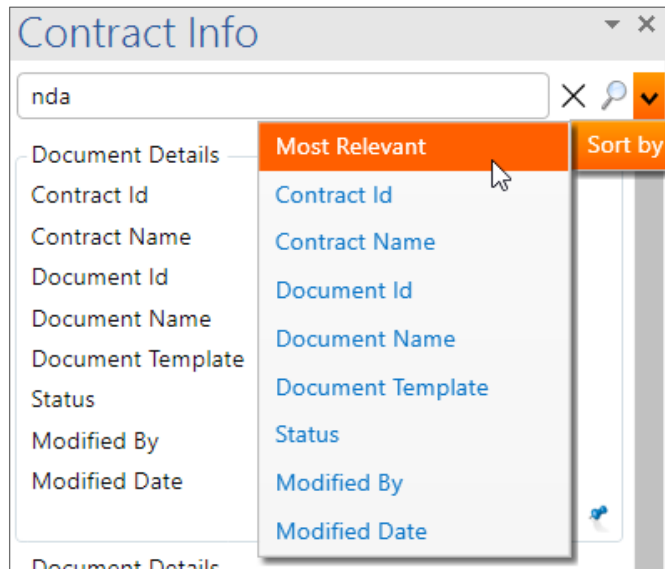 Contract Info
nda
Document Details
Contract Id
Contract Name
Document Id
Document Name
Document Template
Status
Modified By
Modified Date
Most Relevant
Contract Id
Contract Name
Document Id
Document Name
Document Template
Status
Modified By
Modified Date
Sort by
Document Details